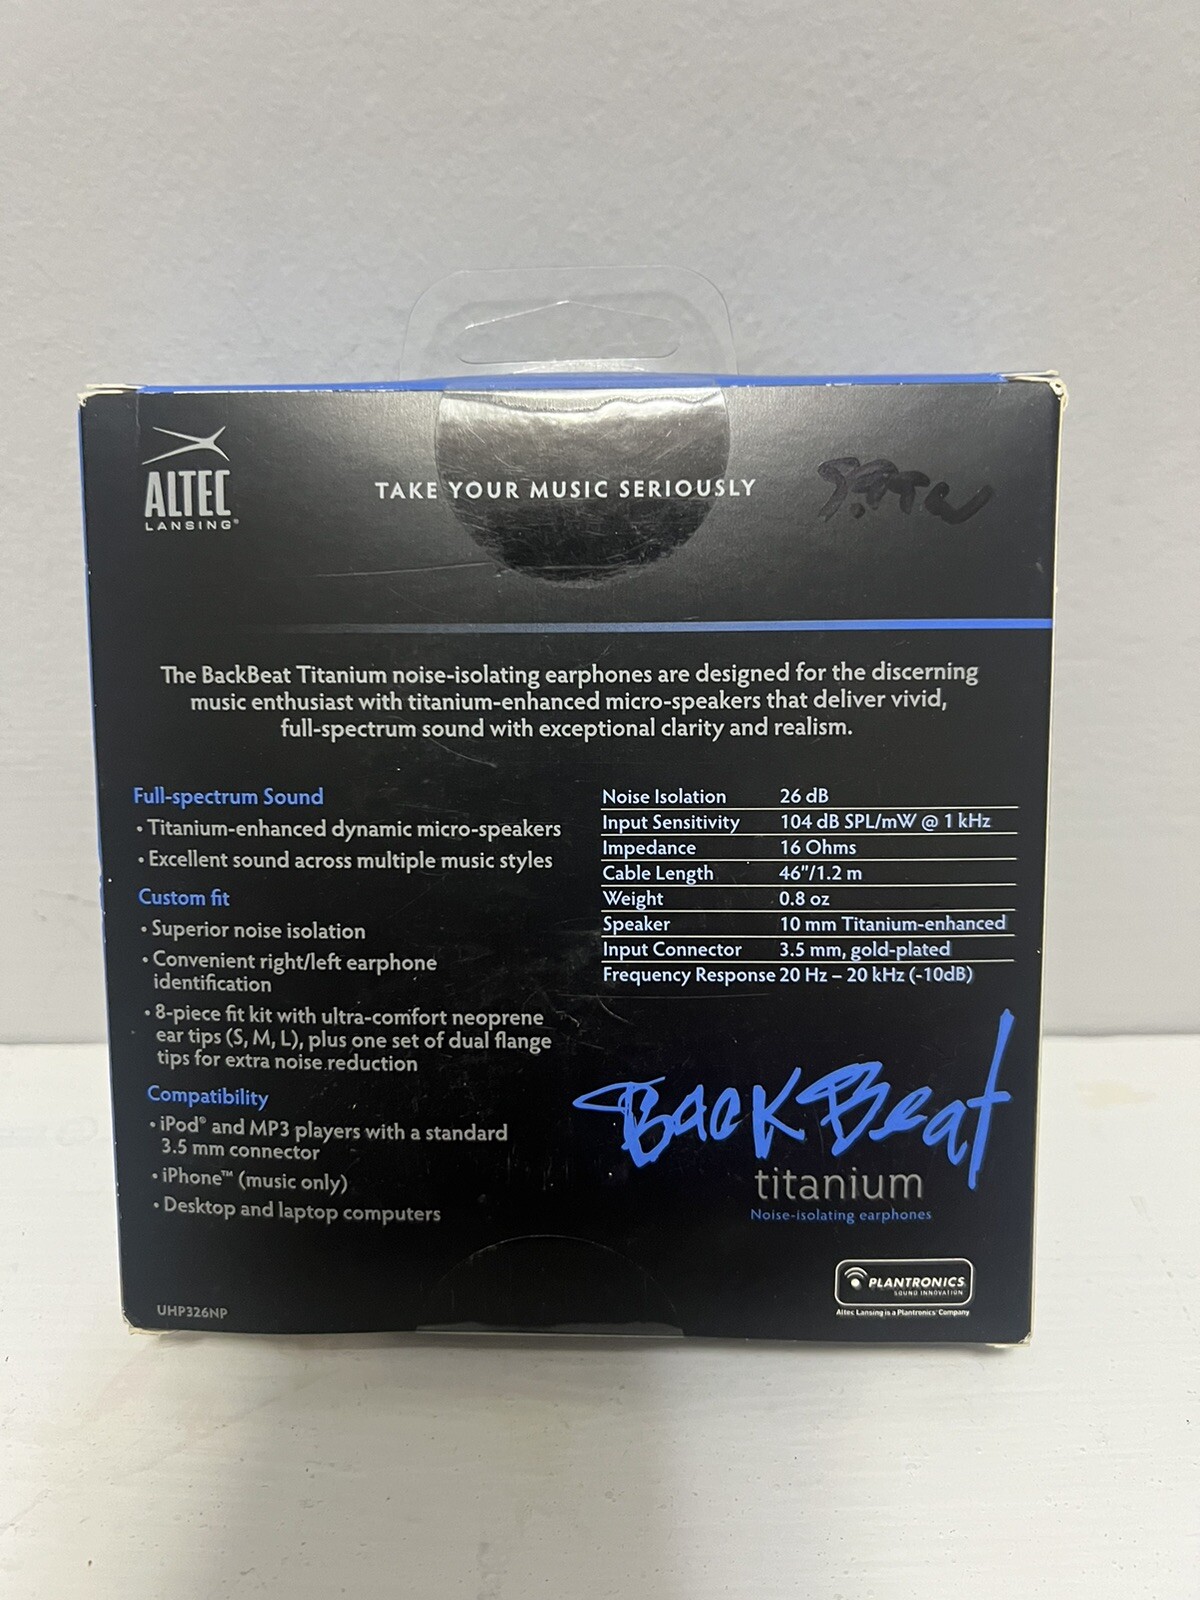 ALTEC
LANSING®
TAKE YOUR MUSIC SERIOUSLY
The BackBeat Titanium noise-isolating earphones are designed for the discerning
music enthusiast with titanium-enhanced micro-speakers that deliver vivid,
full-spectrum sound with exceptional clarity and realism.
Full-spectrum Sound
• Titanium-enhanced dynamic micro-speakers
• Excellent sound across multiple music styles
Custom fit
• Superior noise isolation
• Convenient right/left earphone
identification
• 8-piece fit kit with ultra-comfort neoprene
ear tips (S, M, L), plus one set of dual flange
tips for extra noise reduction
Compatibility
• iPod® and MP3 players with a standard
3.5 mm connector
• iPhone™ (music only)
• Desktop and laptop computers
UHP326NP
Noise Isolation 26 dB
Input Sensitivity 104 dB SPL/mW @ 1 kHz
Impedance 16 Ohms
Cable Length 46"/1.2 m
Weight 0.8 oz
Speaker 10 mm Titanium-enhanced
Input Connector 3.5 mm, gold-plated
Frequency Response 20 Hz – 20 kHz (-10dB)
BackBeat
titanium
Noise-isolating earphones
PLANTRONICS
SOUND INNOVATION
Altec Lansing is a Plantronics® Company